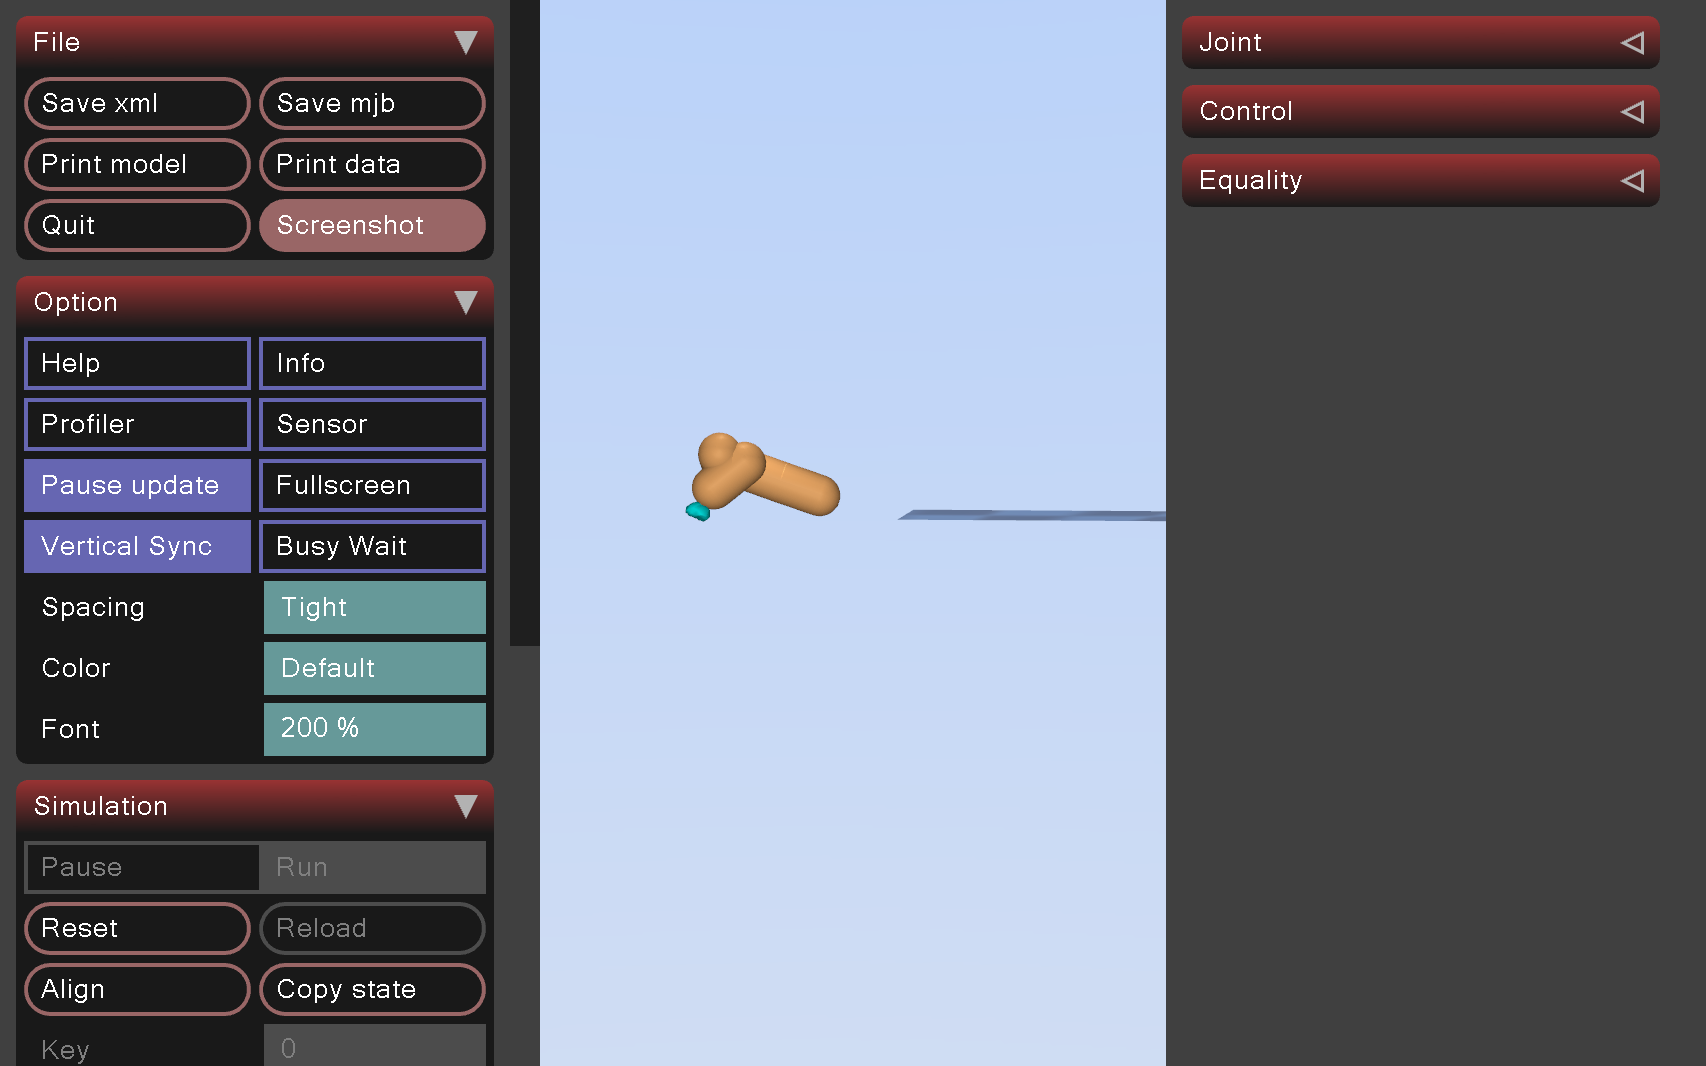 File
Save xml
Save mjb
Print model
Print data
Quit
Screenshot
Option
Help
Info
Profiler
Sensor
Pause update
Fullscreen
Vertical Sync
Busy Wait
Spacing
Tight
Color
Default
Font
200 %
Simulation
Pause
Run
Reset
Reload
Align
Copy state
Key
0
Joint
Control
Equality